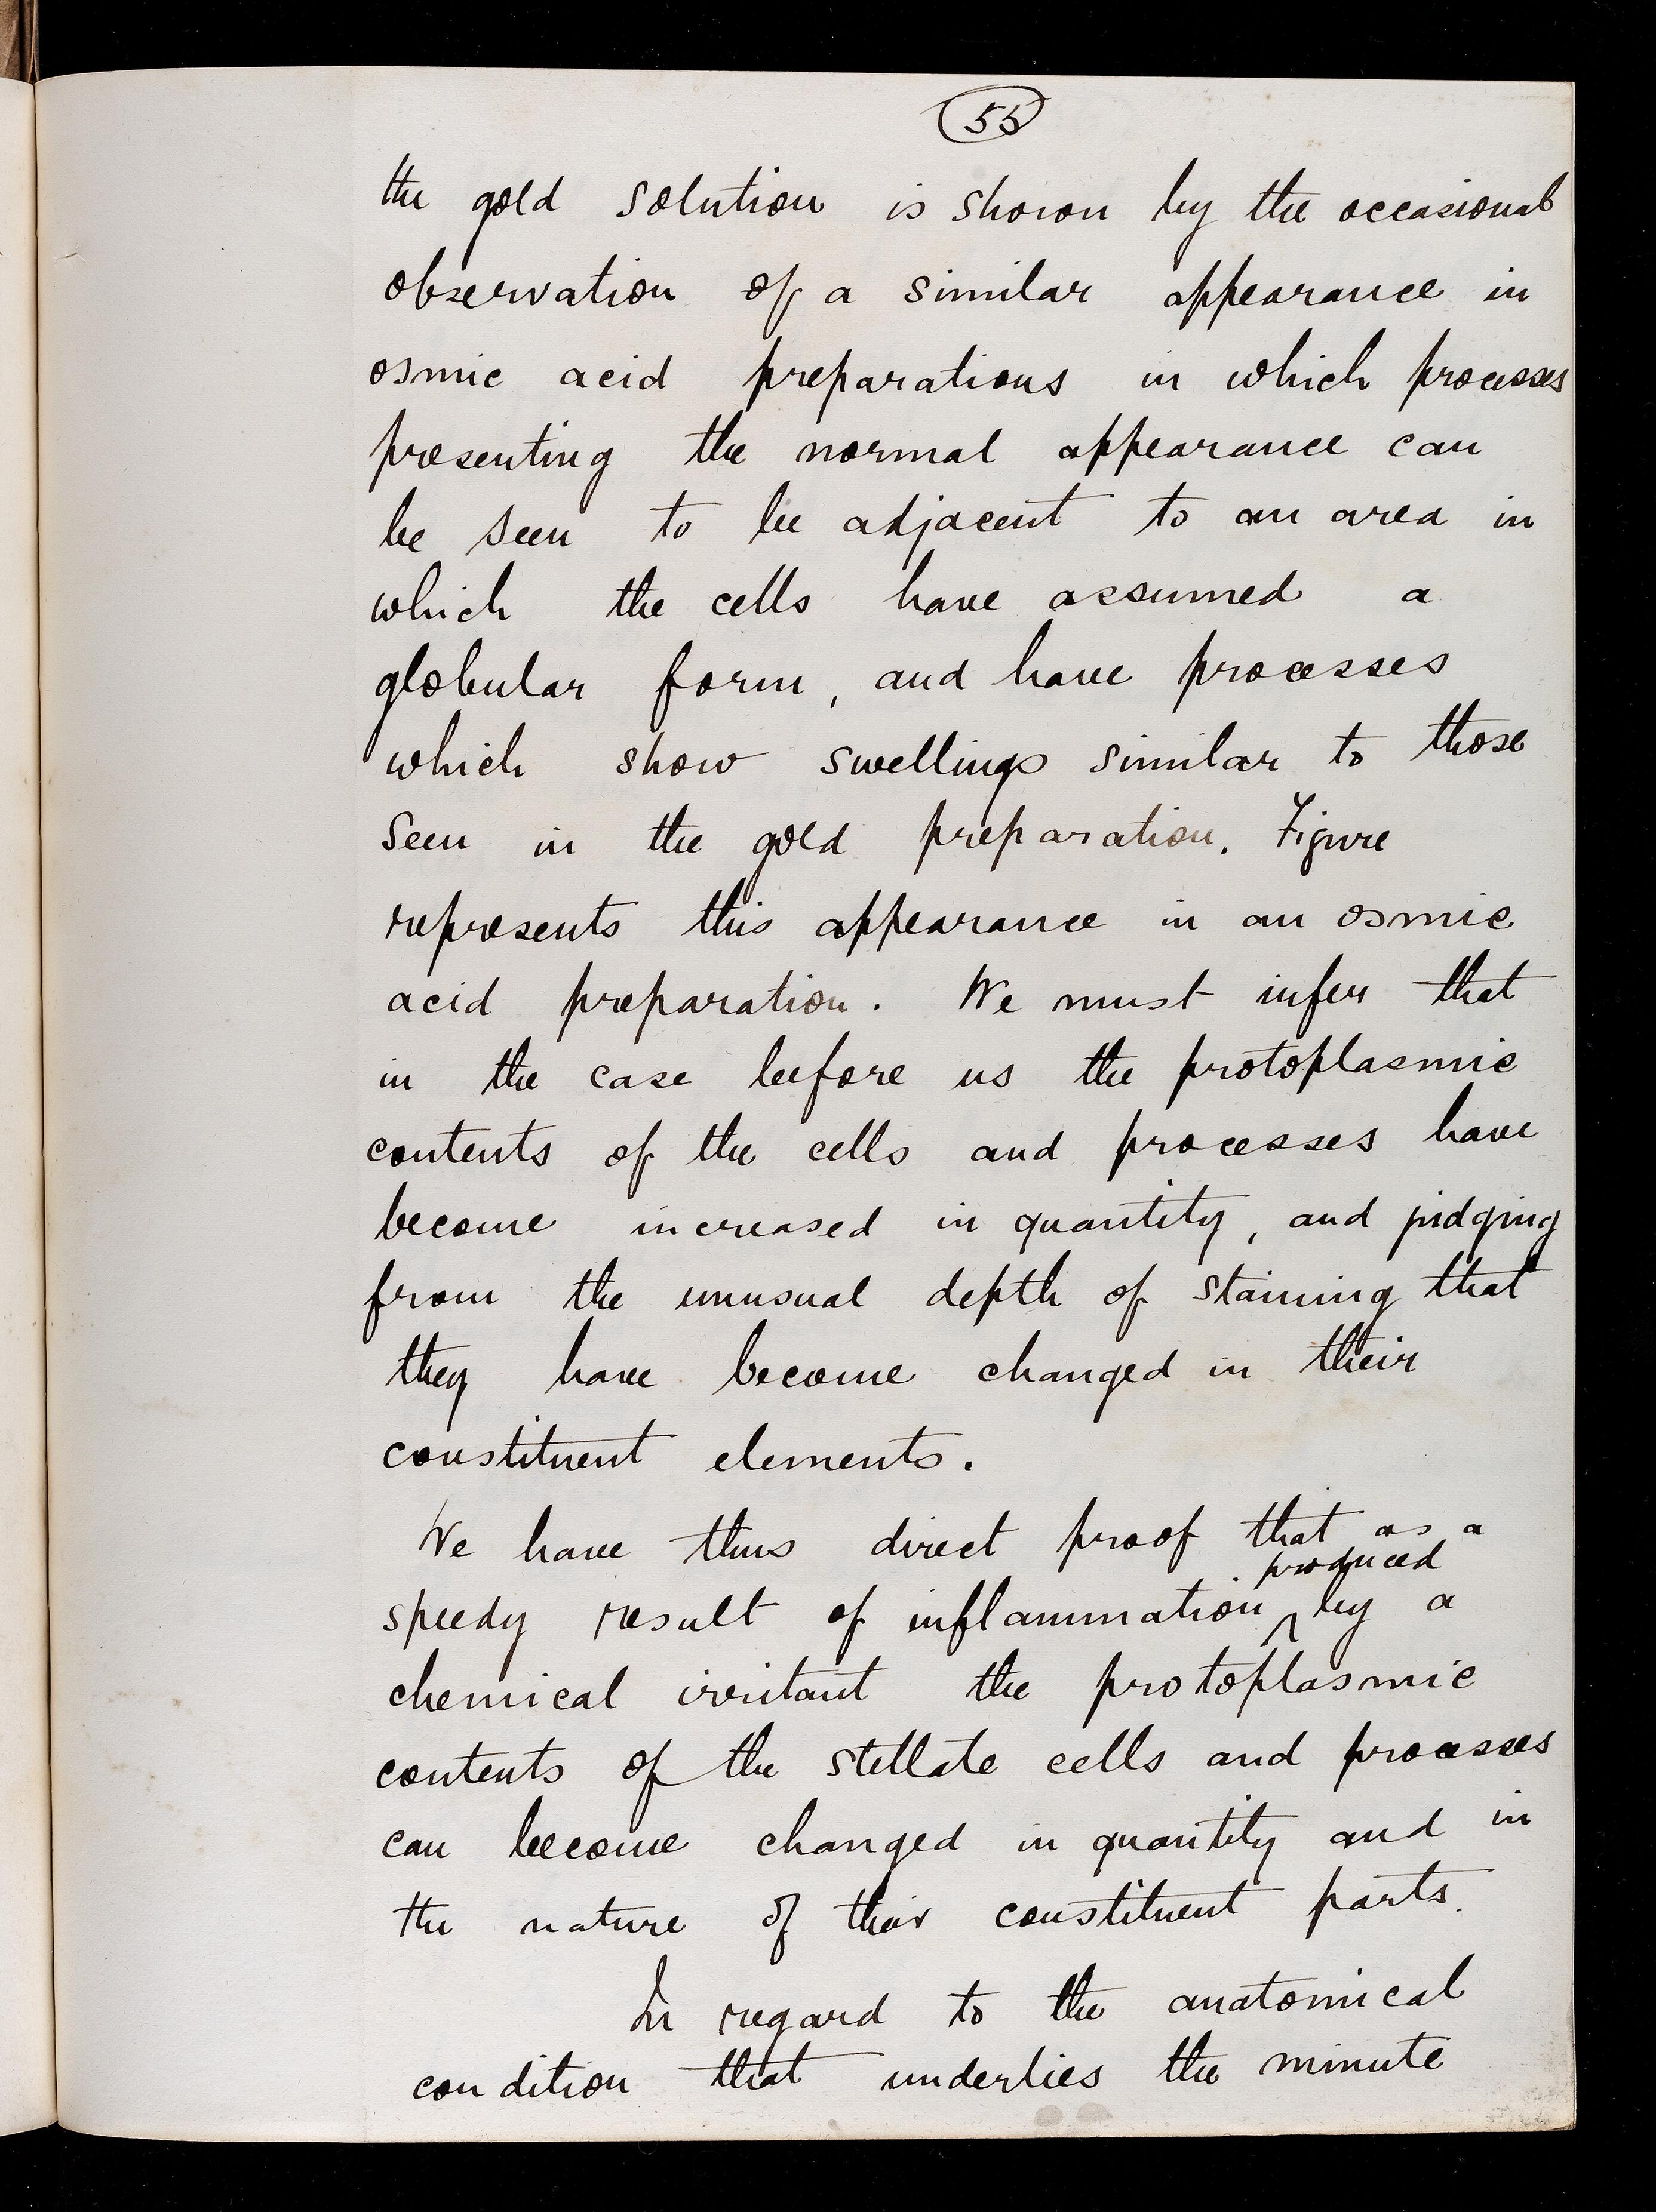 55
the gold solution is shown by the occasional
observation of a similar appearance in
osmic acid preparations in which processes
presenting the normal appearance can
be seen to be adjacent to an area in
which the cells have assumed a
globular form, and have processes
which show swellings similar to those
seen in the gold preparation. Figure
represents this appearance in an osmic
acid preparation. We must infer that
in the case before us the protoplasmic
contents of the cells and processes have
become increased in quantity, and judging
from the unusual depth of staining that
they have become changed in their
constituent elements.
We have thus direct proof that as a
produced
speedy result of inflammation by a
chemical irritant the protoplasmic
contents of the stellate cells and processes
can become changed in quantity and in
the nature of their constituent parts.
In regard to the anatomical
condition that underlies the minute